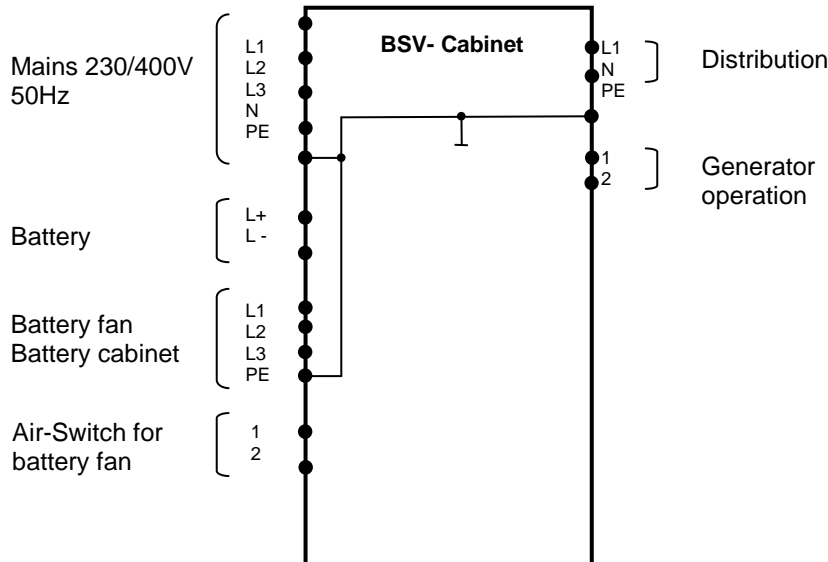 BSV- Cabinet
Mains 230/400V
50Hz
L1
L2
L3
N
PE
Battery
L+
L -
Battery fan
Battery cabinet
L1
L2
L3
PE
Air-Switch for
battery fan
1
2
L1
N
PE
Distribution
1
2
Generator
operation